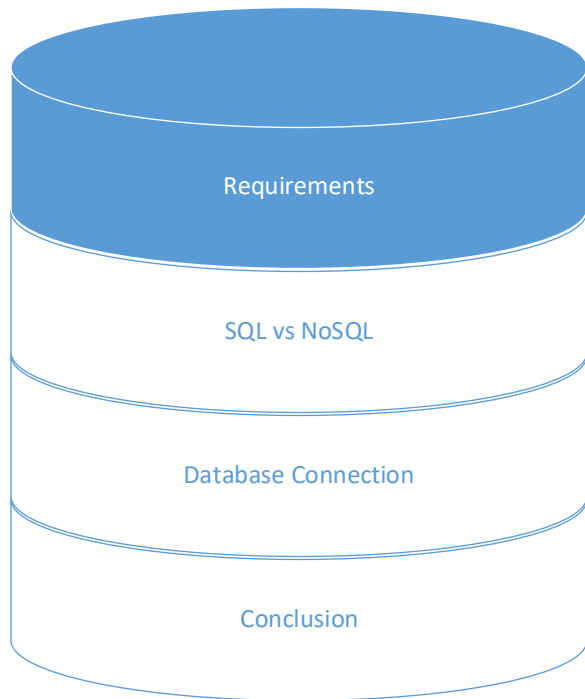 Requirements
SQL vs NoSQL
Database Connection
Conclusion